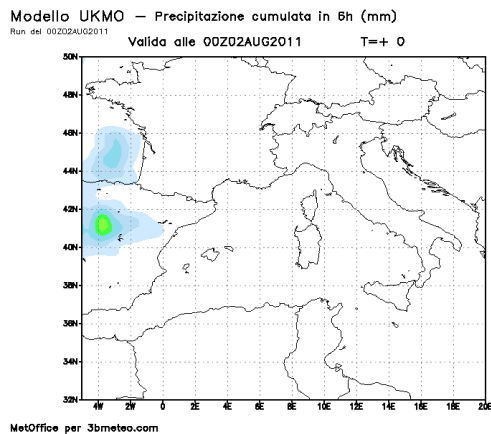 Modello UKMO – Precipitazione cumulata in 6h (mm)
Run del 00Z02AUG2011
Valida alle 00Z02AUG2011 T=+ 0
50N
48N
46N
44N
42N
40N
38N
36N
34N
32N
4W 2W 0 2E 4E 6E 8E 10E 12E 14E 16E 18E 20E
MetOffice per 3bmeteo.com